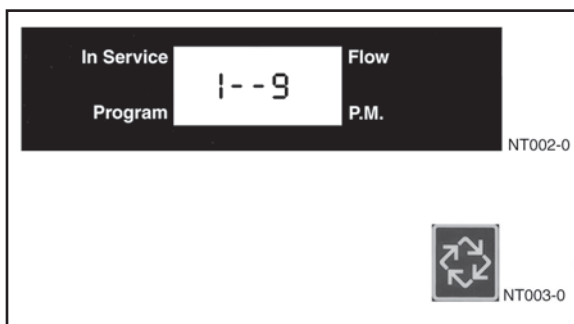 In Service Flow
1--9
Program P.M.
NT002-0
NT003-0